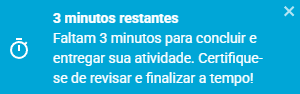 3 minutos restantes
Faltam 3 minutos para concluir e
entregar sua atividade. Certifique-
se de revisar e finalizar a tempo!